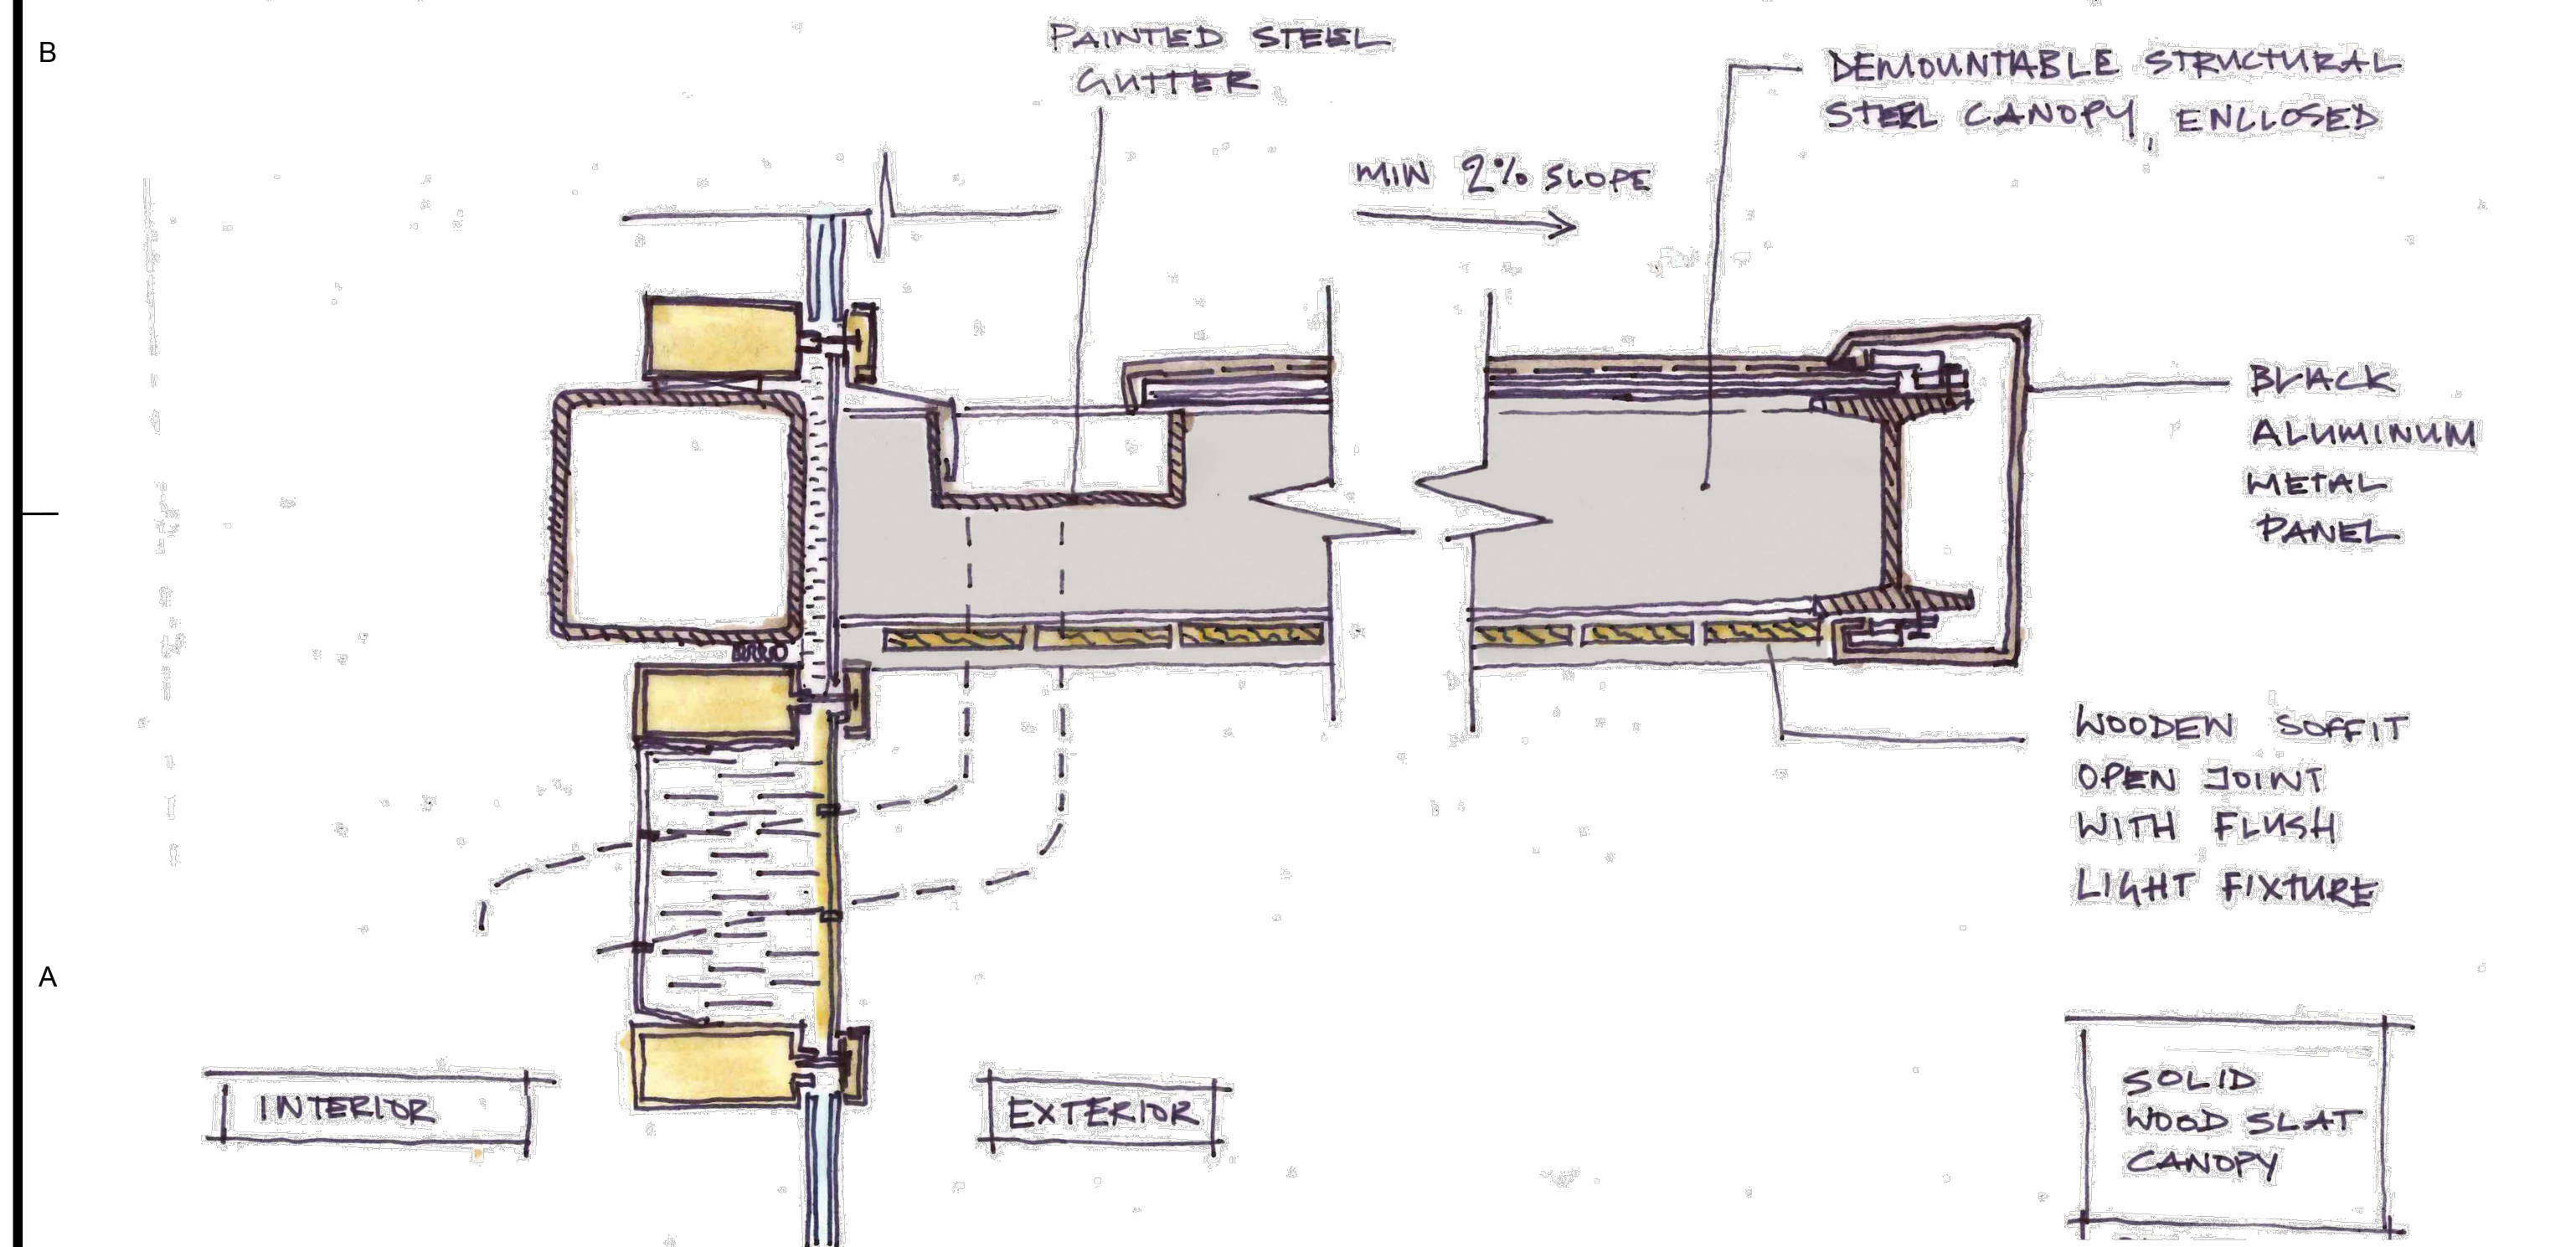 B
PAINTED STEEL
GUTTER
DEMOUNTABLE STRUCTURAL
STEEL CANOPY, ENCLOSED
MIN 2% SLOPE
BLACK
ALUMINUM
METAL
PANEL
WOODEN SOFFIT
OPEN JOINT
WITH FLUSH
LIGHT FIXTURE
A
INTERIOR
EXTERIOR
SOLID
WOOD SLAT
CANOPY